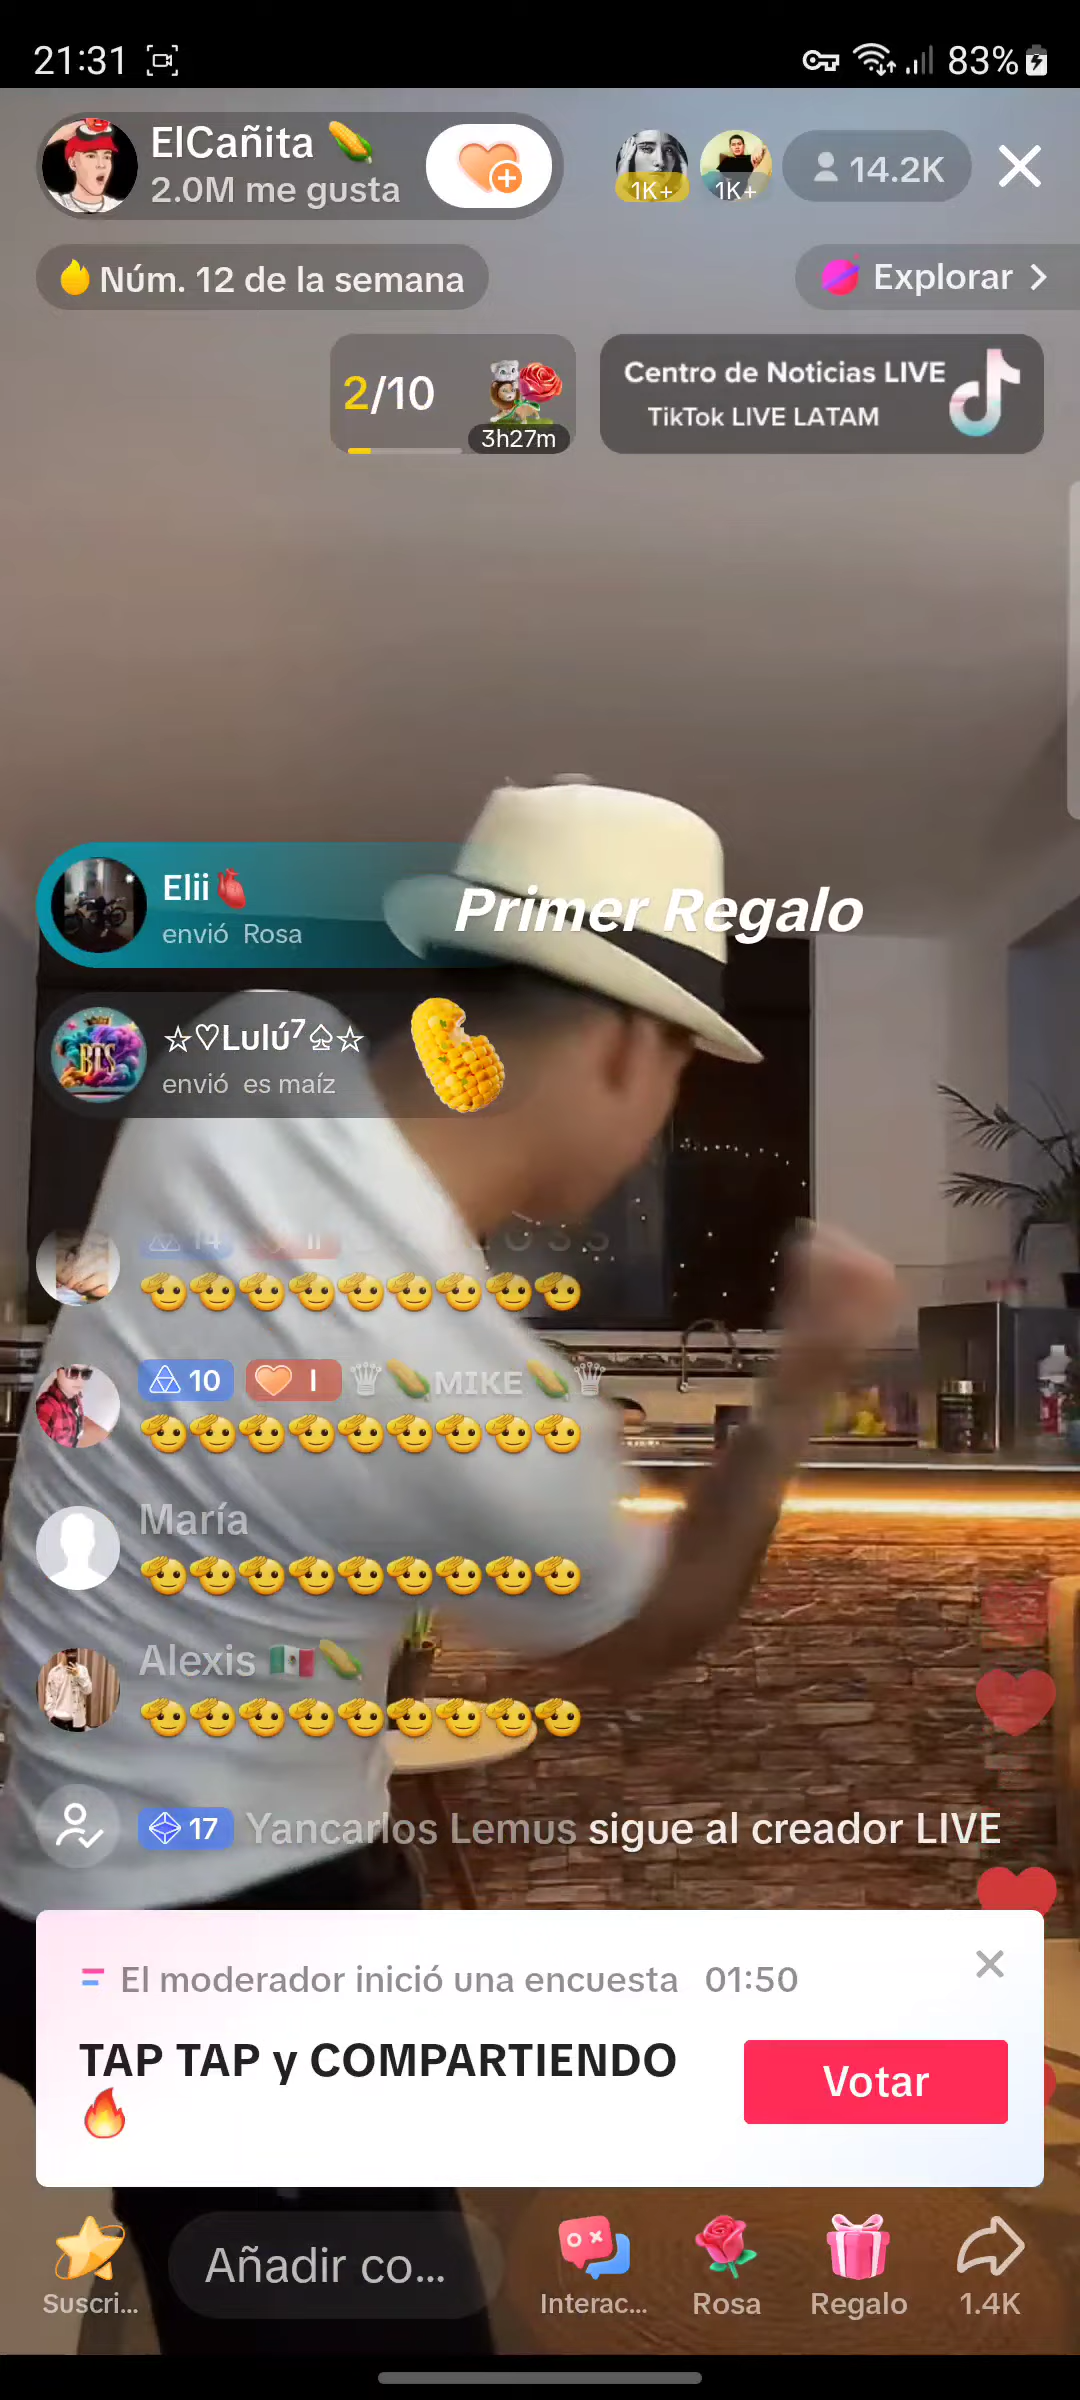 21:31
83%
ElCañita
2.0M me gusta
1K+
1K+
14.2K
Núm. 12 de la semana
Explorar
2/10
3h27m
Centro de Noticias LIVE
TikTok LIVE LATAM
Elii
envió Rosa
Primer Regalo
☆♡Lulú⁷♤☆
envió es maíz
BTS
14 II
10 I ♕MIKE♕
María
Alexis
17 Yancarlos Lemus sigue al creador LIVE
El moderador inició una encuesta 01:50
TAP TAP y COMPARTIENDO
Votar
Suscri...
Añadir co...
Interac...
Rosa
Regalo
1.4K